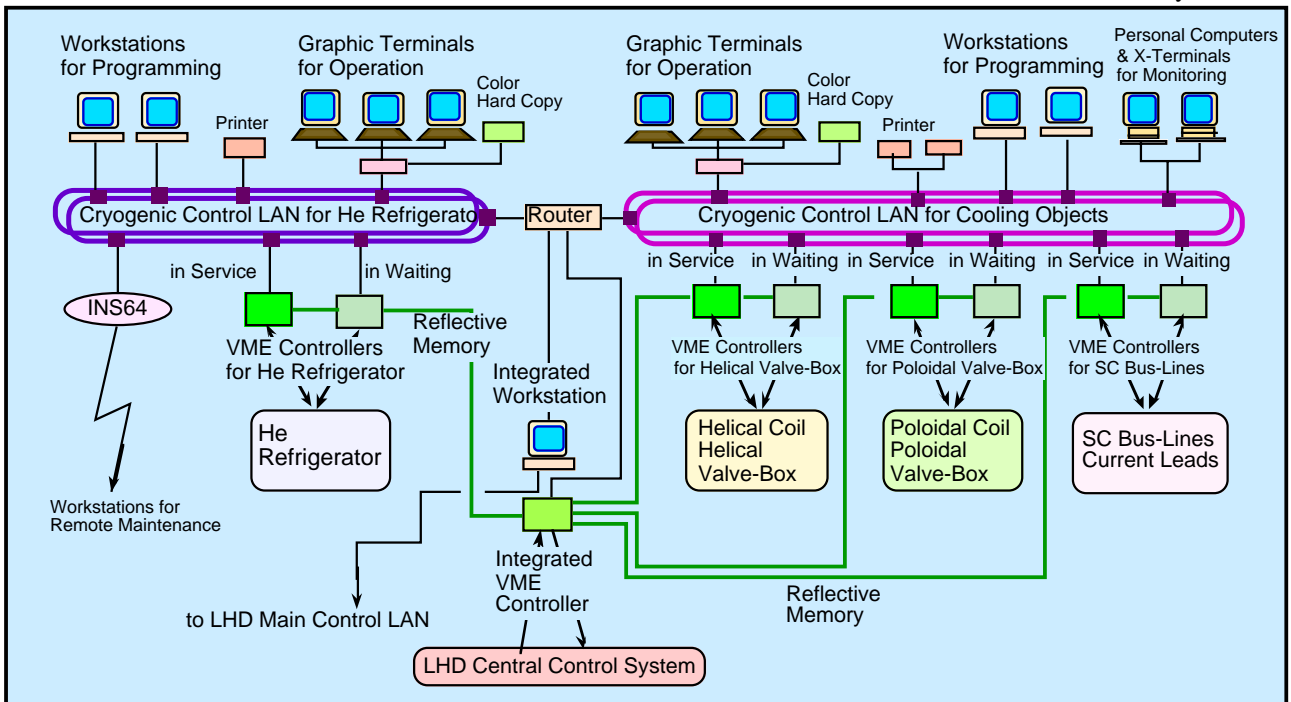 Workstations
for Programming
Graphic Terminals
for Operation
Color
Hard Copy
Printer
Graphic Terminals
for Operation
Color
Hard Copy
Printer
Workstations
for Programming
Personal Computers
& X-Terminals
for Monitoring
Cryogenic Control LAN for He Refrigerator
Router
Cryogenic Control LAN for Cooling Objects
in Service
in Waiting
in Service
in Waiting
in Service
in Waiting
in Service
in Waiting
INS64
Reflective
Memory
VME Controllers
for He Refrigerator
Integrated
Workstation
VME Controllers
for Helical Valve-Box
VME Controllers
for Poloidal Valve-Box
VME Controllers
for SC Bus-Lines
He
Refrigerator
Helical Coil
Helical
Valve-Box
Poloidal Coil
Poloidal
Valve-Box
SC Bus-Lines
Current Leads
Workstations for
Remote Maintenance
Integrated
VME
Controller
Reflective
Memory
to LHD Main Control LAN
LHD Central Control System